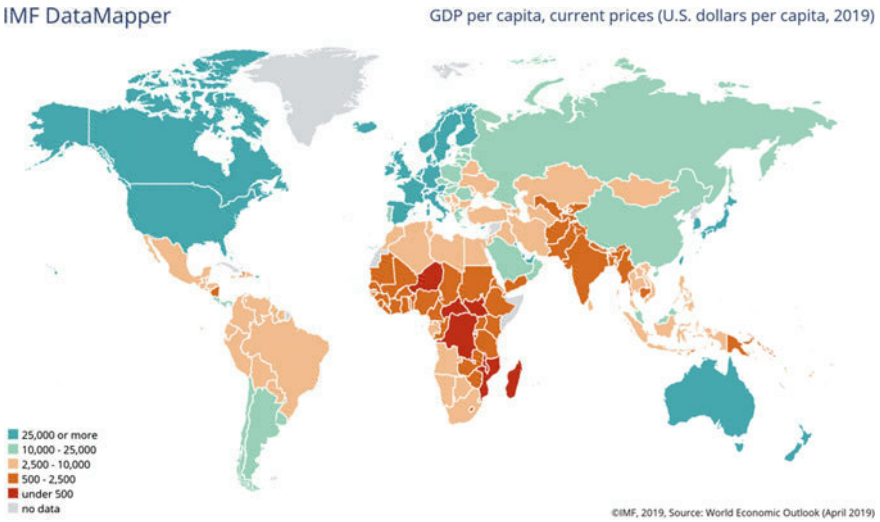 IMF DataMapper
GDP per capita, current prices (U.S. dollars per capita, 2019)
25,000 or more
10,000 - 25,000
2,500 - 10,000
500 - 2,500
under 500
no data
©IMF, 2019, Source: World Economic Outlook (April 2019)